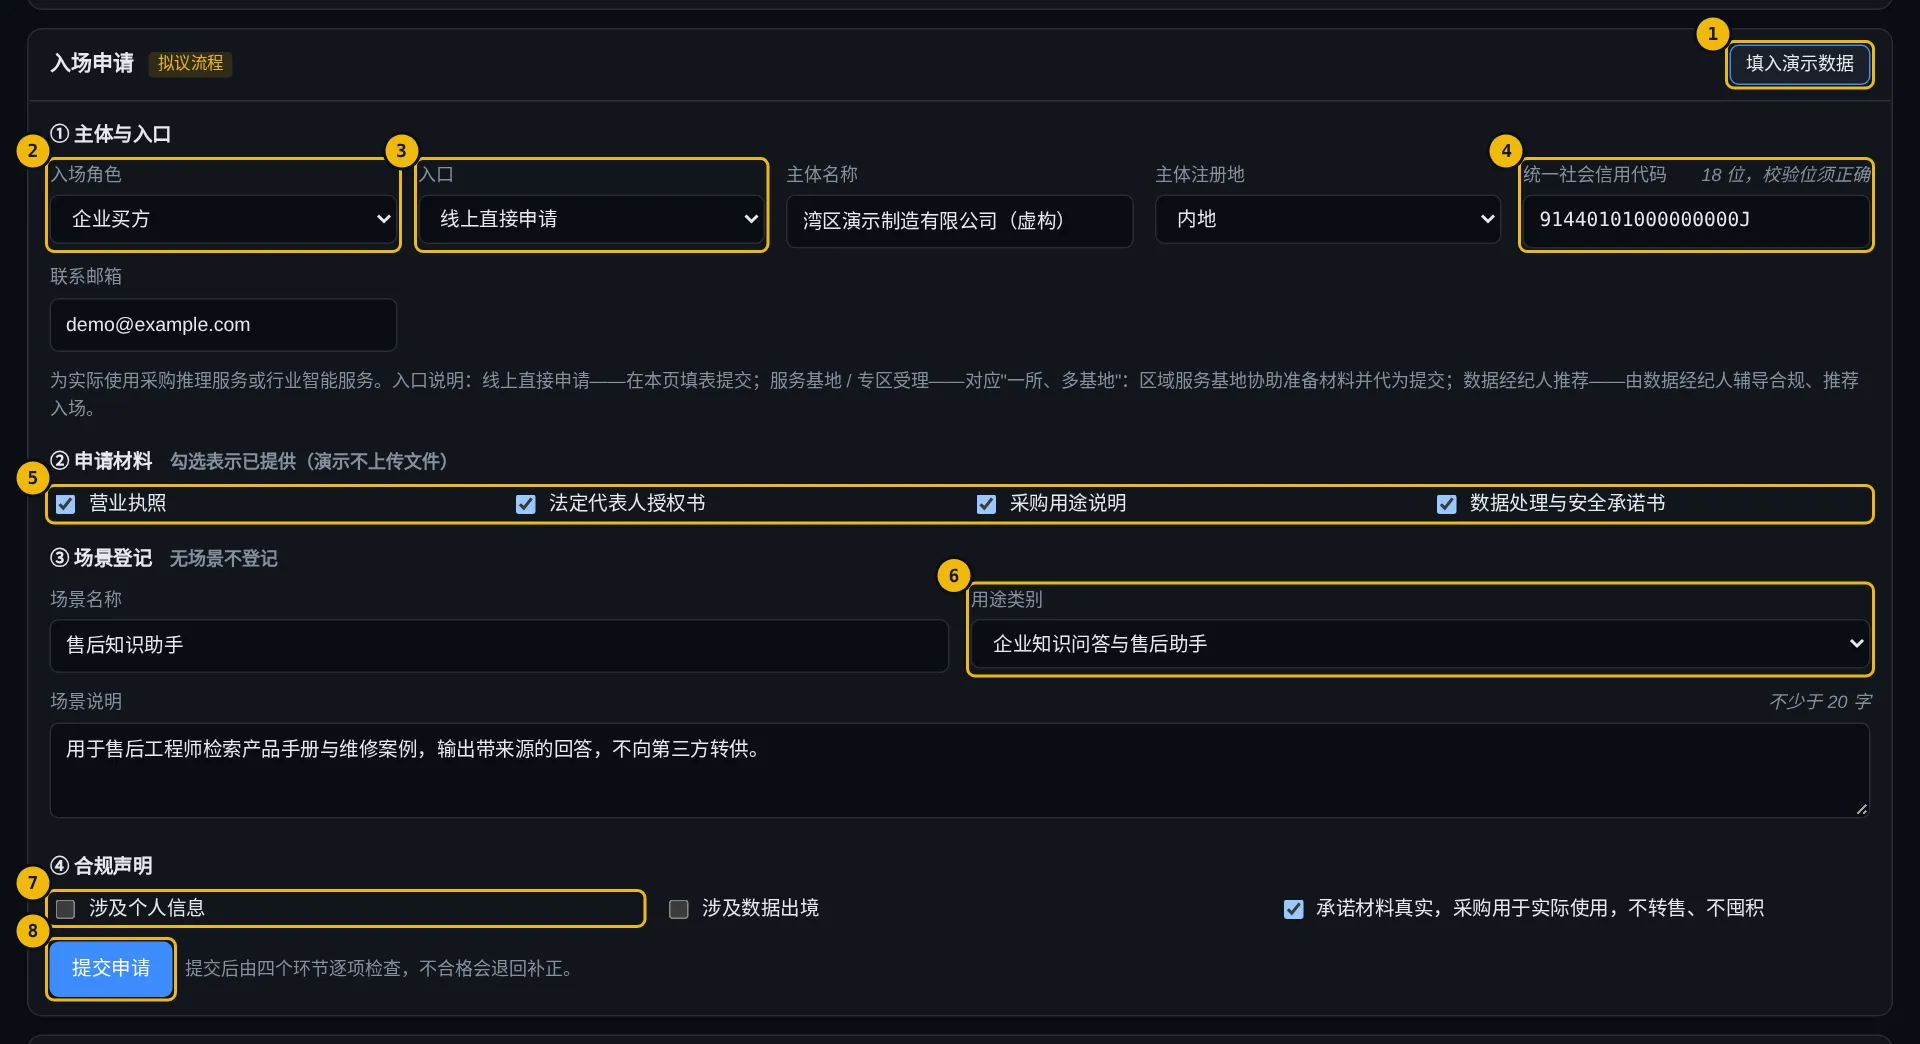 1
入场申请 拟议流程 填入演示数据
① 主体与入口
2 3 4
入场角色 入口 主体名称 主体注册地 统一社会信用代码 18 位，校验位须正确
企业买方 线上直接申请 湾区演示制造有限公司（虚构） 内地 91440101000000000J
联系邮箱
demo@example.com
为实际使用采购推理服务或行业智能服务。入口说明：线上直接申请——在本页填表提交；服务基地 / 专区受理——对应"一所、多基地"：区域服务基地协助准备材料并代为提交；数据经纪人推荐——由数据经纪人辅导合规、推荐
入场。
② 申请材料 勾选表示已提供（演示不上传文件）
5
营业执照 法定代表人授权书 采购用途说明 数据处理与安全承诺书
③ 场景登记 无场景不登记
6
场景名称 用途类别
售后知识助手 企业知识问答与售后助手
场景说明 不少于 20 字
用于售后工程师检索产品手册与维修案例，输出带来源的回答，不向第三方转供。
④ 合规声明
7
涉及个人信息 涉及数据出境 承诺材料真实，采购用于实际使用，不转售、不囤积
8
提交申请 提交后由四个环节逐项检查，不合格会退回补正。